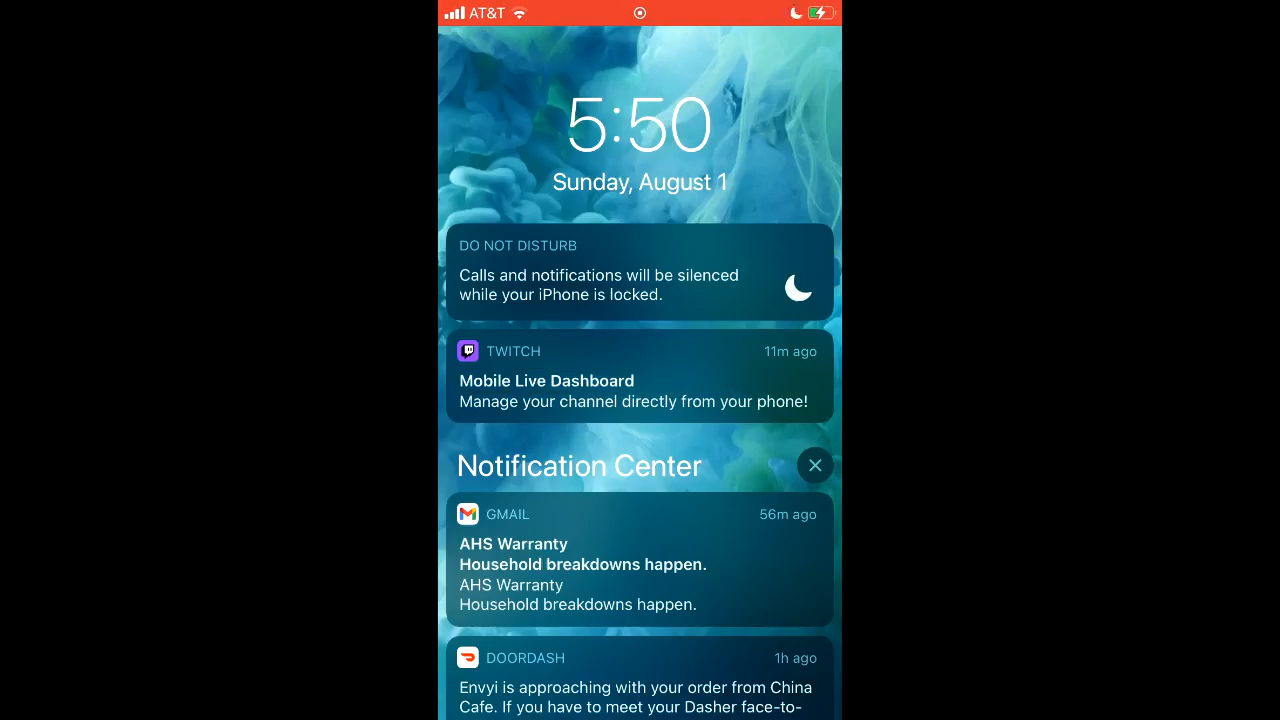 AT&T
5:50
Sunday, August 1
DO NOT DISTURB
Calls and notifications will be silenced
while your iPhone is locked.
TWITCH 11m ago
Mobile Live Dashboard
Manage your channel directly from your phone!
Notification Center
GMAIL 56m ago
AHS Warranty
Household breakdowns happen.
AHS Warranty
Household breakdowns happen.
DOORDASH 1h ago
Envyi is approaching with your order from China
Cafe. If you have to meet your Dasher face-to-